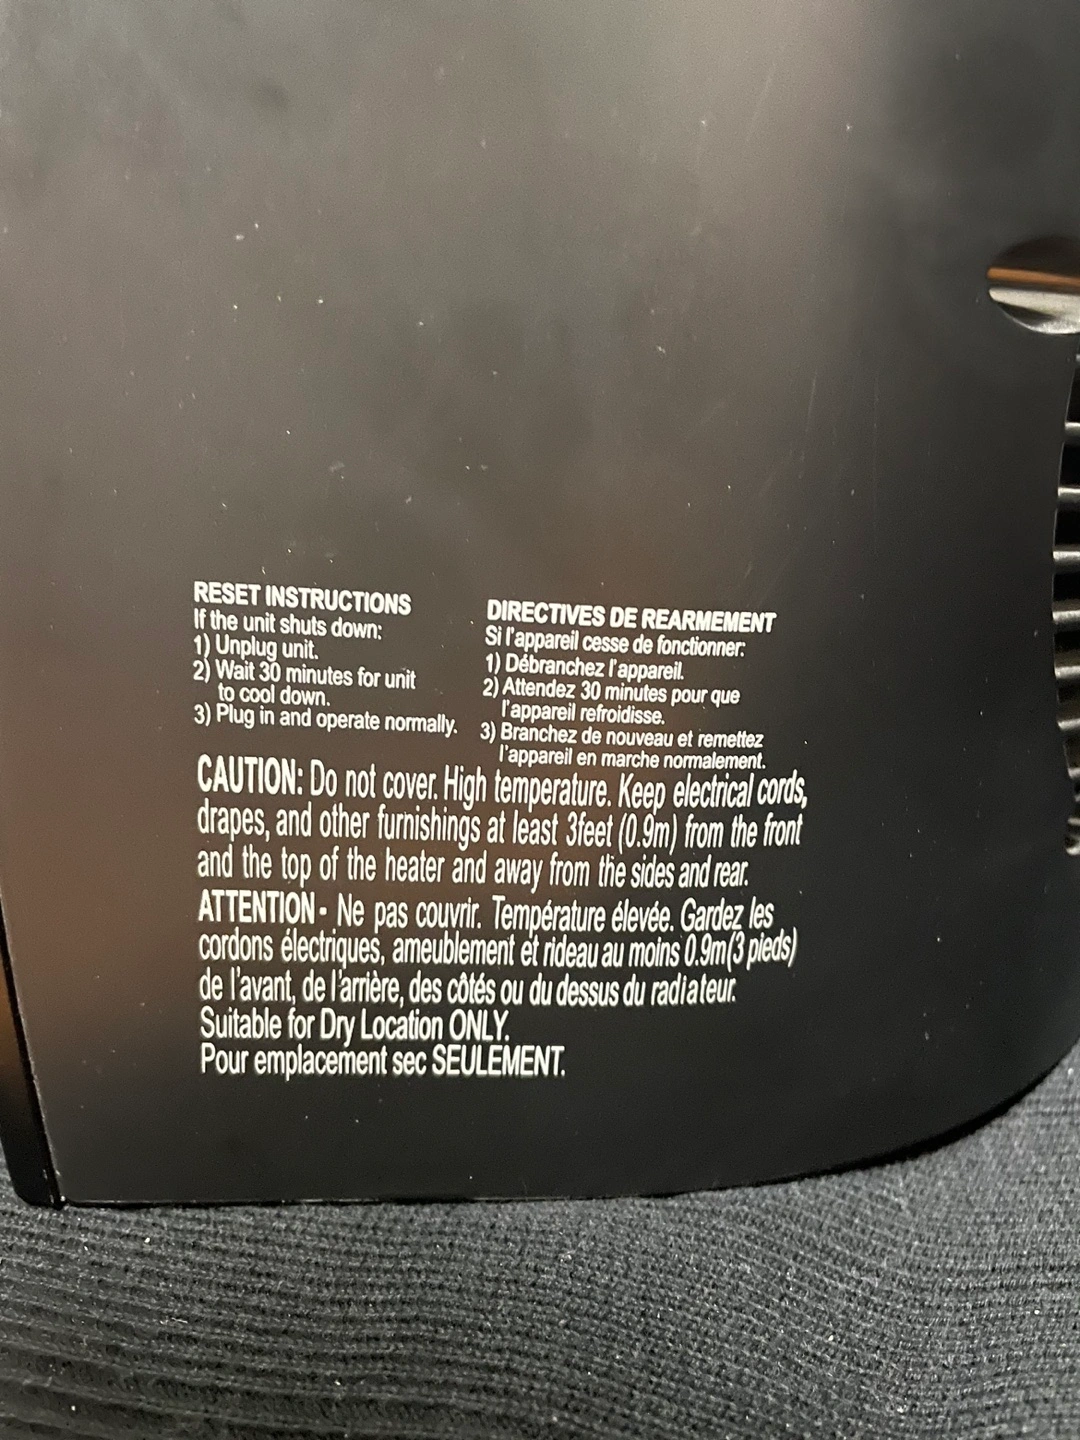 RESET INSTRUCTIONS
If the unit shuts down:
1) Unplug unit.
2) Wait 30 minutes for unit
to cool down.
3) Plug in and operate normally.
DIRECTIVES DE REARMEMENT
Si l'appareil cesse de fonctionner:
1) Débranchez l'appareil.
2) Attendez 30 minutes pour que
l'appareil refroidisse.
3) Branchez de nouveau et remettez
l'appareil en marche normalement.
CAUTION: Do not cover. High temperature. Keep electrical cords,
drapes, and other furnishings at least 3feet (0.9m) from the front
and the top of the heater and away from the sides and rear.
ATTENTION- Ne pas couvrir. Température élevée. Gardez les
cordons électriques, ameublement et rideau au moins 0.9m(3 pieds)
de l'avant, de l'arrière, des côtés ou du dessus du radiateur.
Suitable for Dry Location ONLY.
Pour emplacement sec SEULEMENT.